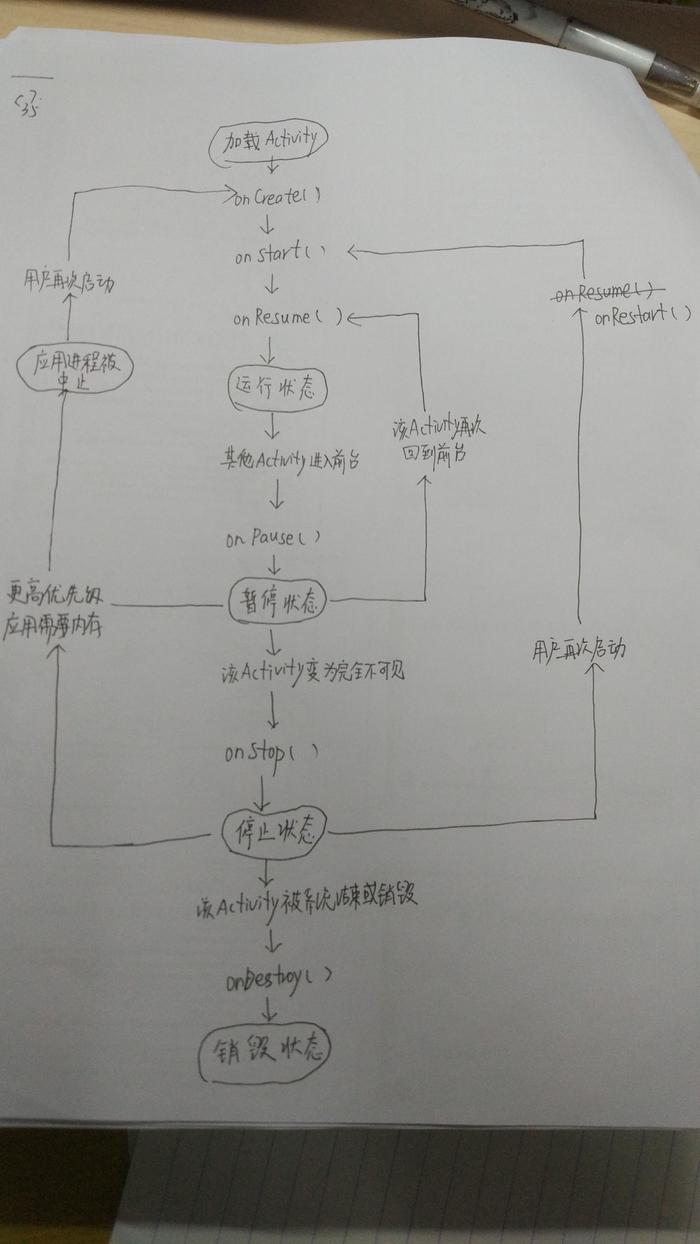 加载Activity
onCreate()
onStart()
用户再次启动
onResume()
onRestart()
onResume()
应用进程被
中止
运行状态
该Activity再次
回到前台
其他Activity进入前台
onPause()
更高优先级
应用需要内存
暂停状态
用户再次启动
该Activity变为完全不可见
onStop()
停止状态
该Activity被系统结束或销毁
onDestroy()
销毁状态